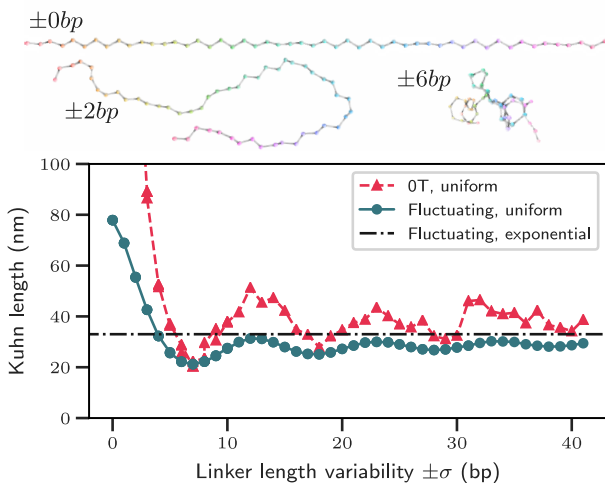 ±0bp
±2bp
±6bp
0T, uniform
Fluctuating, uniform
Fluctuating, exponential
Kuhn length (nm)
100
80
60
40
20
0
0 10 20 30 40
Linker length variability ±σ (bp)